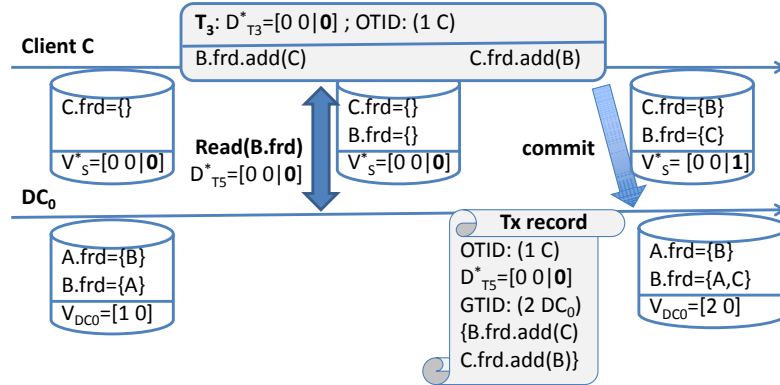 T₃: D*T3=[0 0|0] ; OTID: (1 C)
Client C
B.frd.add(C) C.frd.add(B)
C.frd={}
V*S=[0 0|0]
Read(B.frd)
D*T5=[0 0|0]
C.frd={}
B.frd={}
V*S=[0 0|0]
commit
C.frd={B}
B.frd={C}
V*S= [0 0|1]
DC₀
A.frd={B}
B.frd={A}
VDC0=[1 0]
Tx record
OTID: (1 C)
D*T5=[0 0|0]
GTID: (2 DC₀)
{B.frd.add(C)
C.frd.add(B)}
A.frd={B}
B.frd={A,C}
VDC0=[2 0]